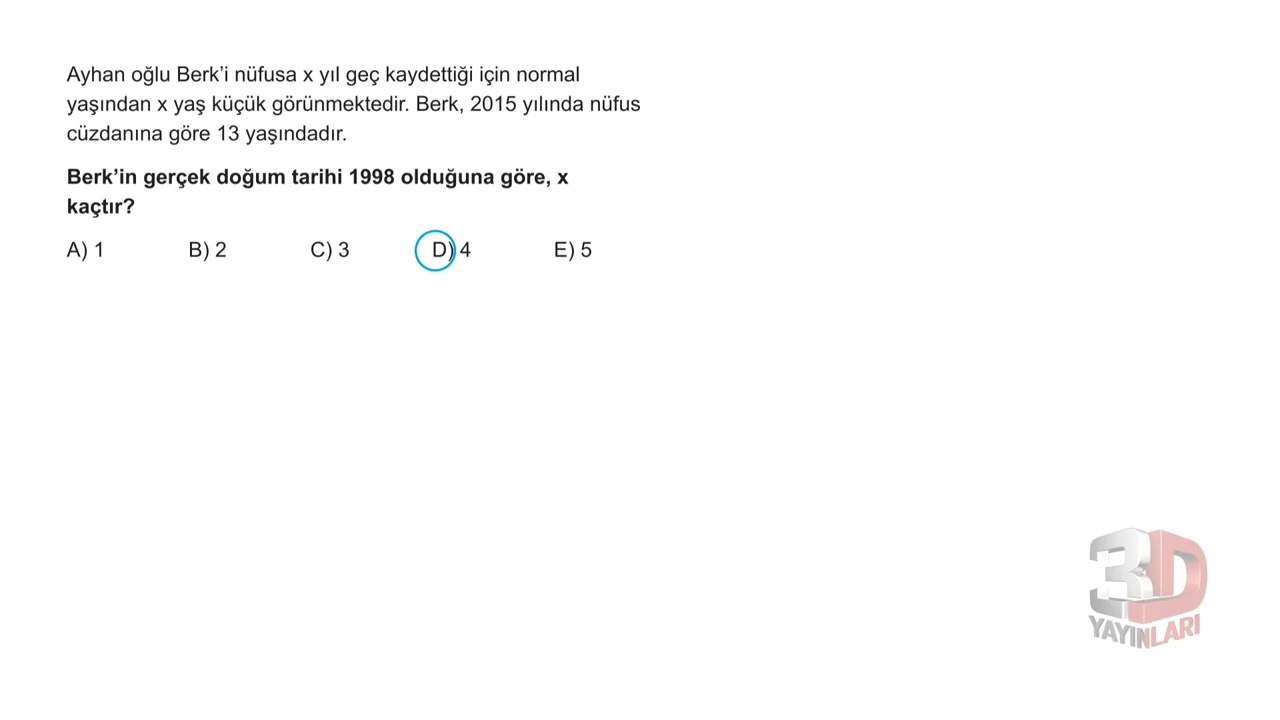 Ayhan oğlu Berk’i nüfusa x yıl geç kaydettiği için normal
yaşından x yaş küçük görünmektedir. Berk, 2015 yılında nüfus
cüzdanına göre 13 yaşındadır.
Berk’in gerçek doğum tarihi 1998 olduğuna göre, x
kaçtır?
A) 1 B) 2 C) 3 D) 4 E) 5
3D
YAYINLARI